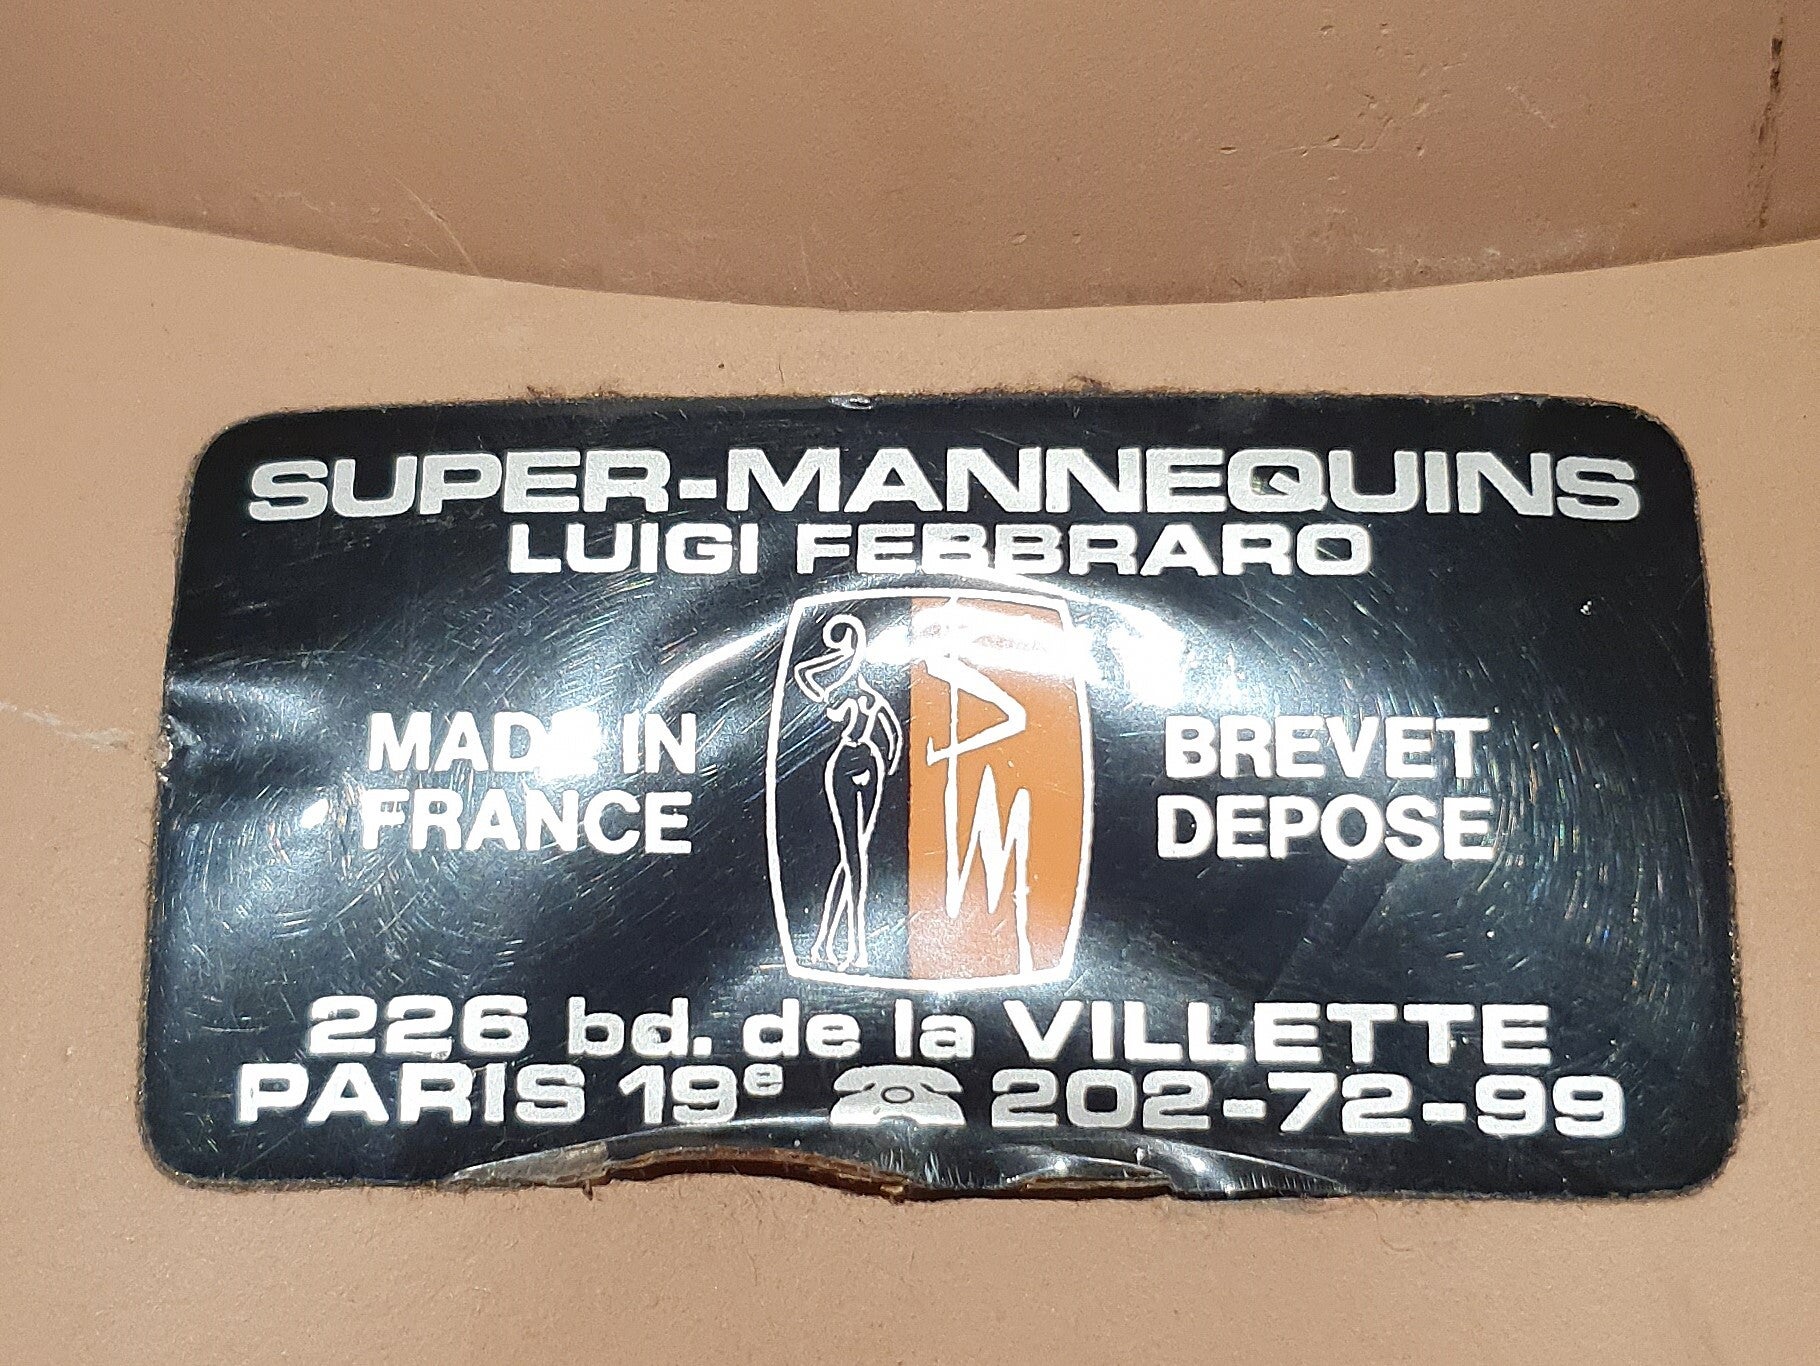 SUPER-MANNEQUINS
LUIGI FEBBRARO
MADE IN
FRANCE
PM
BREVET
DEPOSE
226 bd. de la VILLETTE
PARIS 19e ☎ 202-72-99